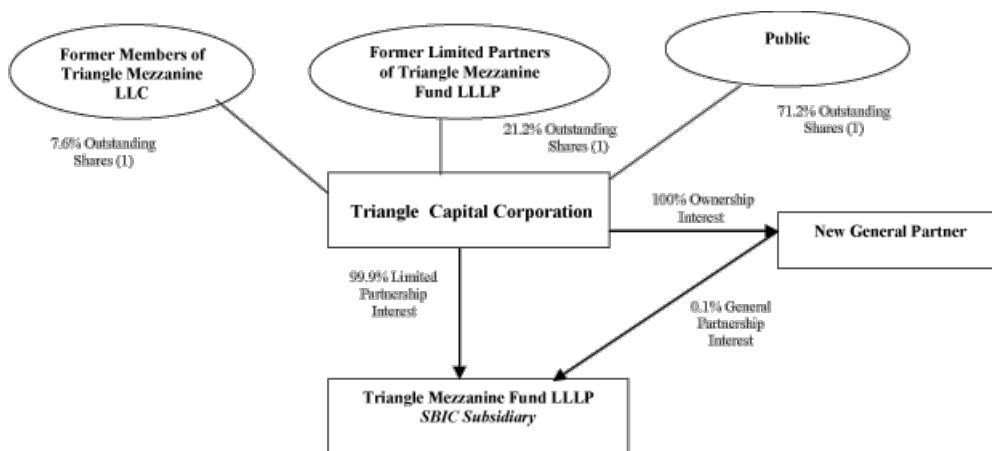 Former Members of
Triangle Mezzanine
LLC
Former Limited Partners
of Triangle Mezzanine
Fund LLLP
Public
7.6% Outstanding
Shares (1)
21.2% Outstanding
Shares (1)
71.2% Outstanding
Shares (1)
Triangle Capital Corporation
100% Ownership
Interest
New General Partner
99.9% Limited
Partnership
Interest
0.1% General
Partnership
Interest
Triangle Mezzanine Fund LLLP
SBIC Subsidiary